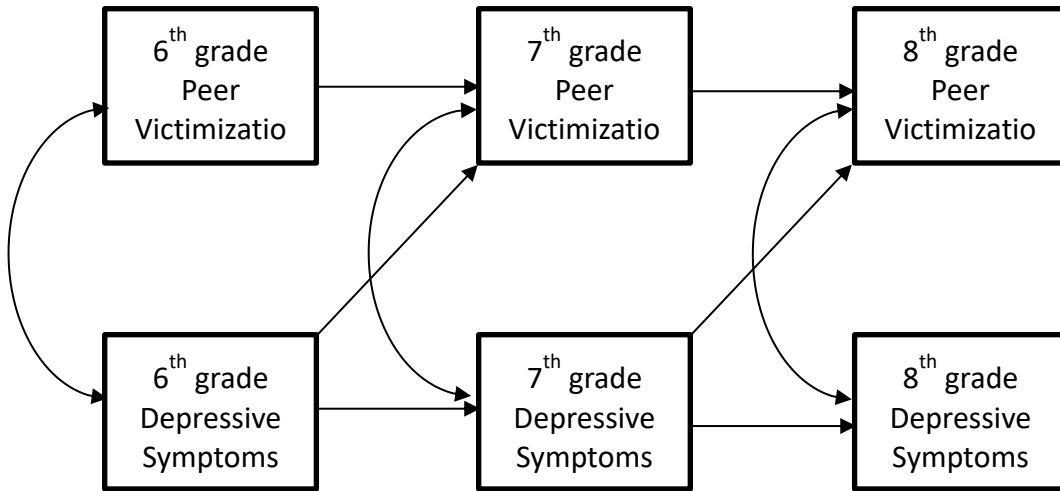 6th grade
Peer
Victimizatio
7th grade
Peer
Victimizatio
8th grade
Peer
Victimizatio
6th grade
Depressive
Symptoms
7th grade
Depressive
Symptoms
8th grade
Depressive
Symptoms